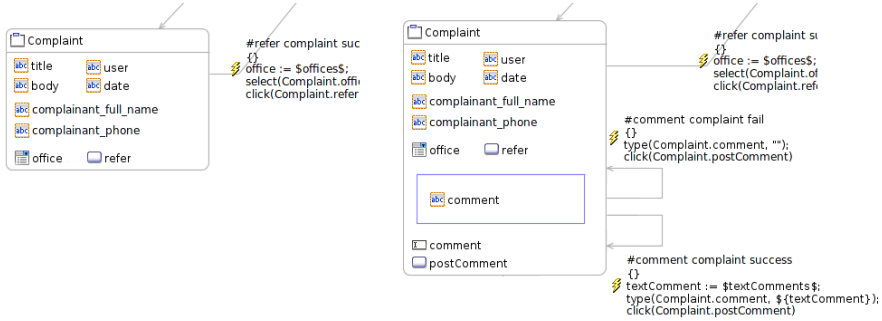 Complaint
title user
body date
complainant_full_name
complainant_phone
office refer
#refer complaint suc
{}
office := $offices$;
select(Complaint.offi
click(Complaint.refer
Complaint
title user
body date
complainant_full_name
complainant_phone
office refer
comment
comment
postComment
#refer complaint suc
{}
office := $offices$;
select(Complaint.of
click(Complaint.refe
#comment complaint fail
{}
type(Complaint.comment, "");
click(Complaint.postComment)
#comment complaint success
{}
textComment := $textComments$;
type(Complaint.comment, ${textComment});
click(Complaint.postComment)